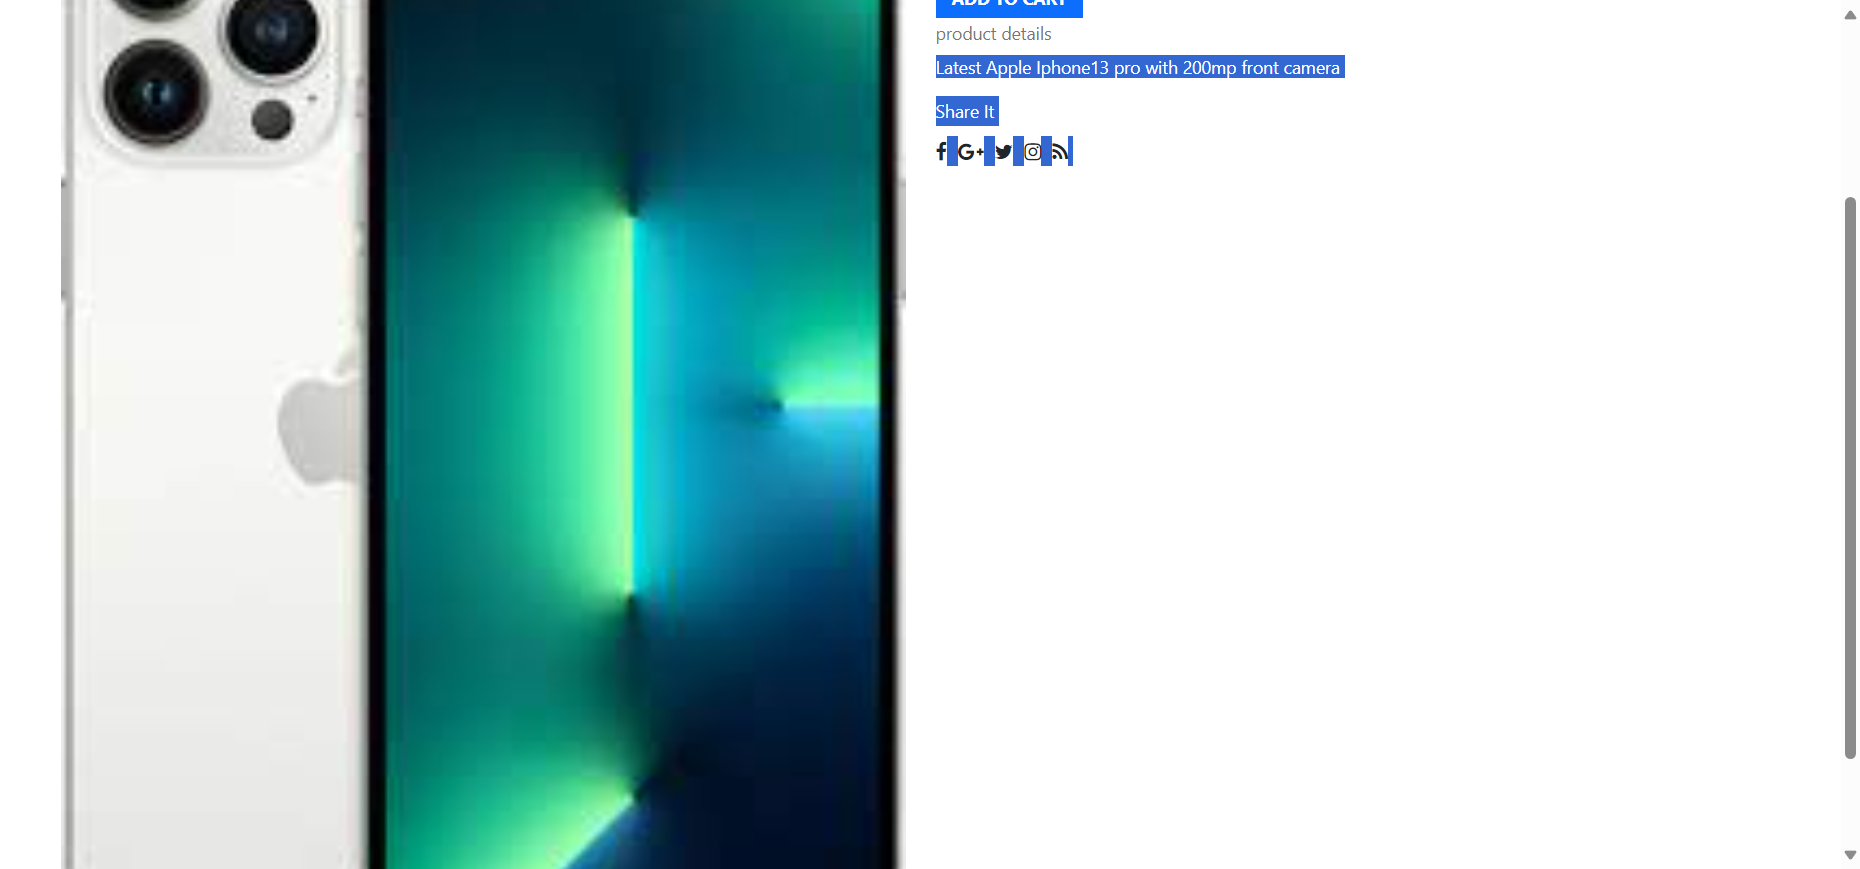 ADD TO CART
product details
Latest Apple Iphone13 pro with 200mp front camera
Share It